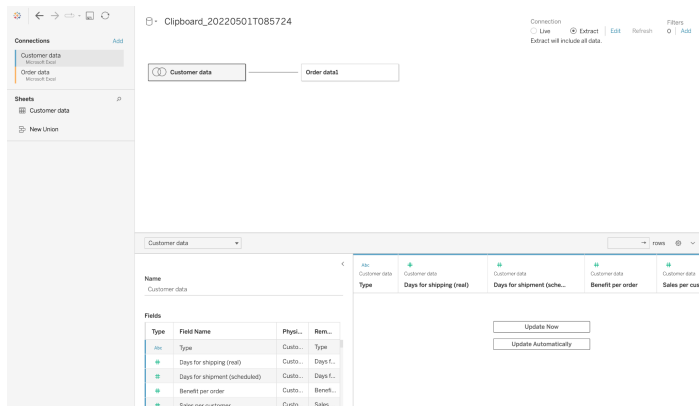 Clipboard_20220501T085724
Connection
Live
Extract
Edit
Refresh
Filters
0
Add
Extract will include all data.
Connections
Add
Customer data
Microsoft Excel
Order data
Microsoft Excel
Sheets
Customer data
New Union
Customer data
Order data1
Customer data
rows
Name
Customer data
Fields
Type Field Name Physi... Rem...
Abc Type Custo... Type
# Days for shipping (real) Custo... Days f...
# Days for shipment (scheduled) Custo... Days f...
# Benefit per order Custo... Benefi...
# Sales per customer Custo... Sales
Abc # # # #
Customer data Customer data Customer data Customer data Customer data
Type Days for shipping (real) Days for shipment (sche... Benefit per order Sales per cus
Update Now
Update Automatically